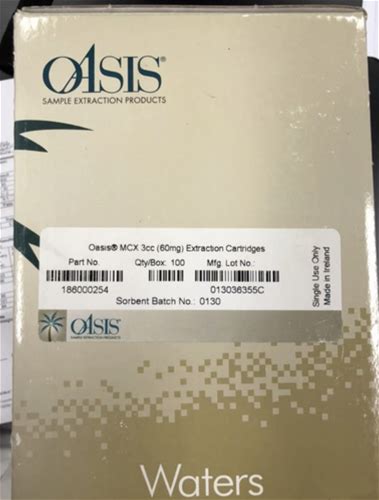 OASIS®
SAMPLE EXTRACTION PRODUCTS
Oasis® MCX 3cc (60mg) Extraction Cartridges
Part No. Qty/Box: 100 Mfg. Lot No.:
186000254 013036355C
Sorbent Batch No.: 0130
Single Use Only
Made in Ireland
OASIS
SAMPLE EXTRACTION PRODUCTS
Waters